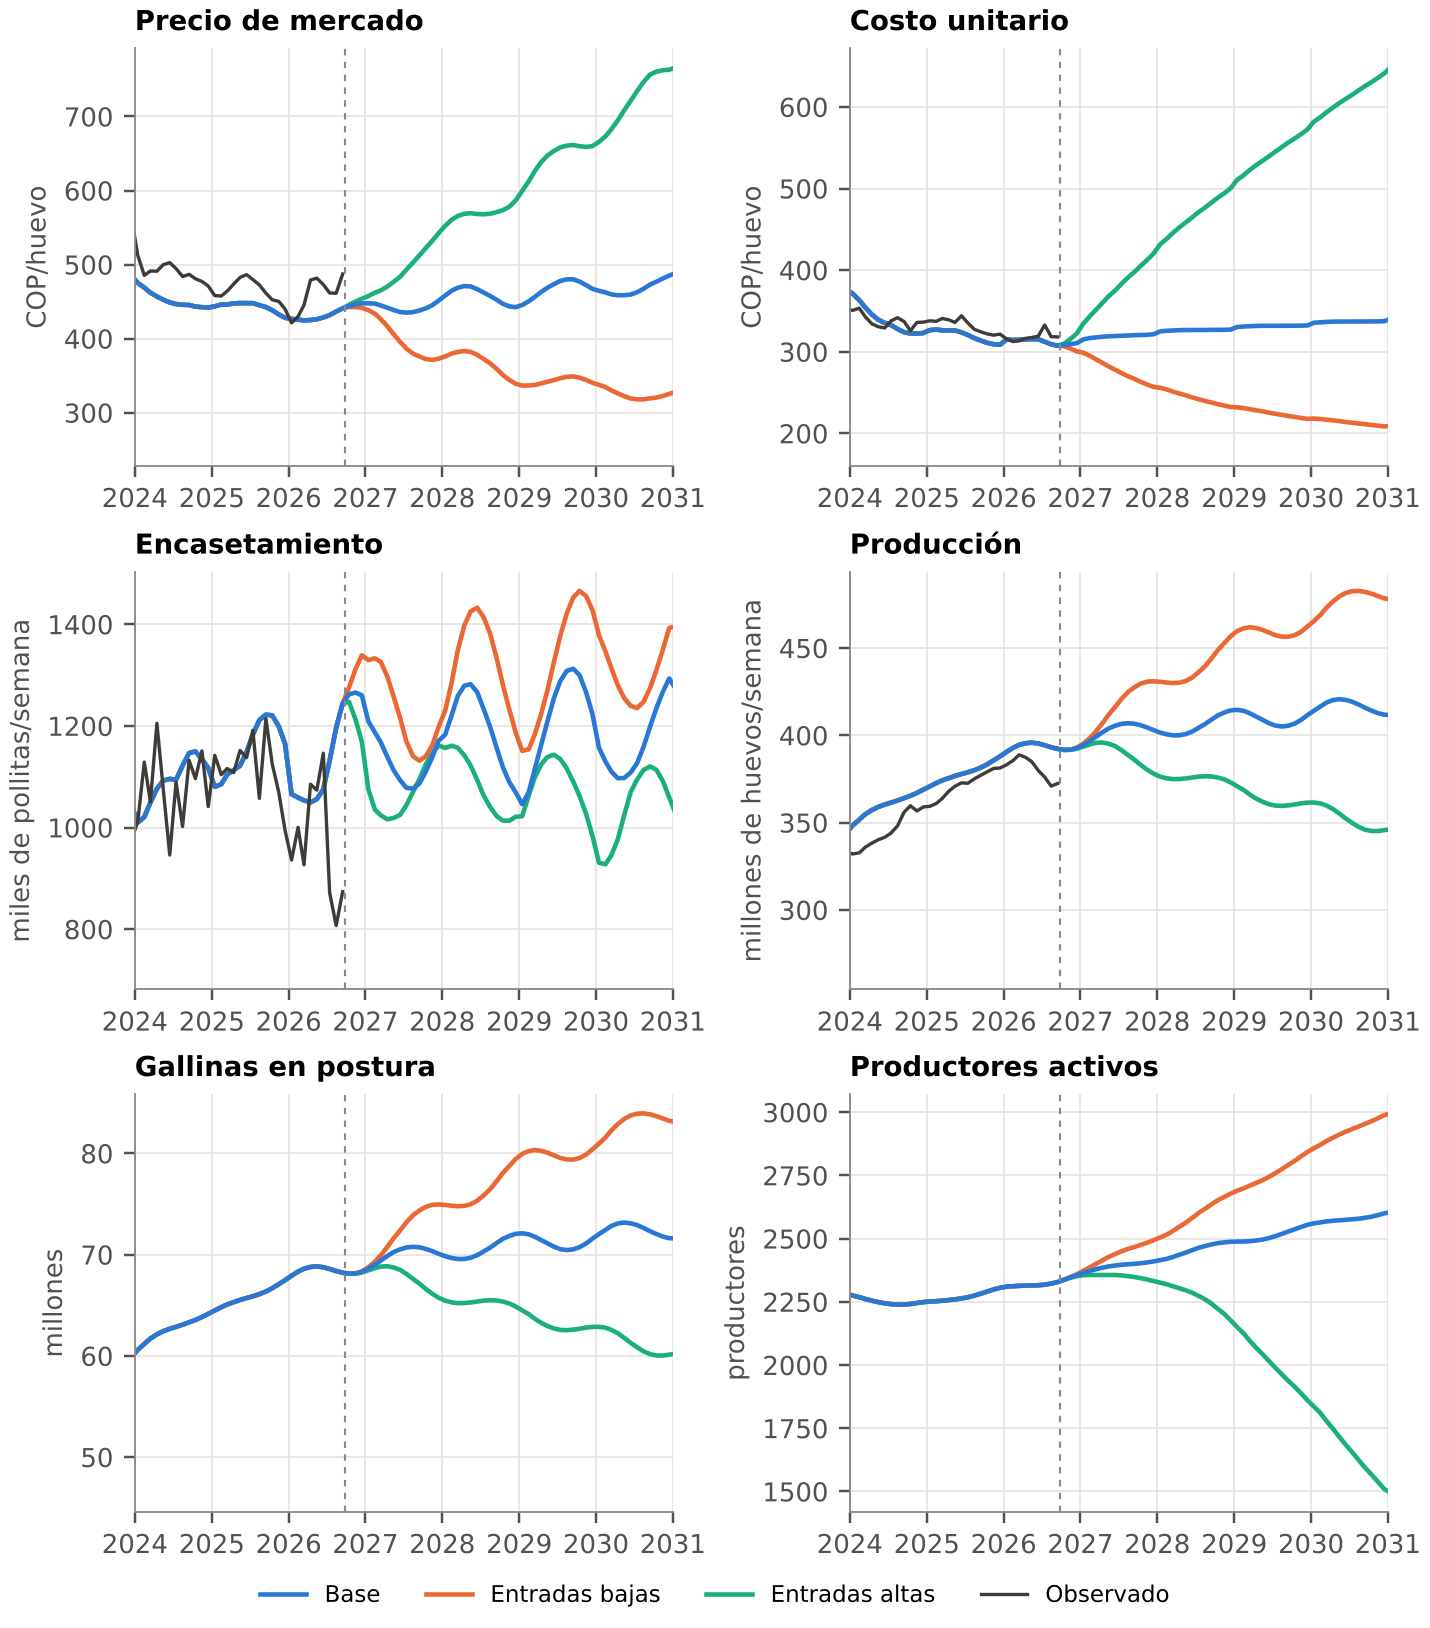 Precio de mercado
COP/huevo
700
600
500
400
300
2024 2025 2026 2027 2028 2029 2030 2031
Costo unitario
COP/huevo
600
500
400
300
200
2024 2025 2026 2027 2028 2029 2030 2031
Encasetamiento
miles de pollitas/semana
1400
1200
1000
800
2024 2025 2026 2027 2028 2029 2030 2031
Producción
millones de huevos/semana
450
400
350
300
2024 2025 2026 2027 2028 2029 2030 2031
Gallinas en postura
millones
80
70
60
50
2024 2025 2026 2027 2028 2029 2030 2031
Productores activos
productores
3000
2750
2500
2250
2000
1750
1500
2024 2025 2026 2027 2028 2029 2030 2031
Base Entradas bajas Entradas altas Observado